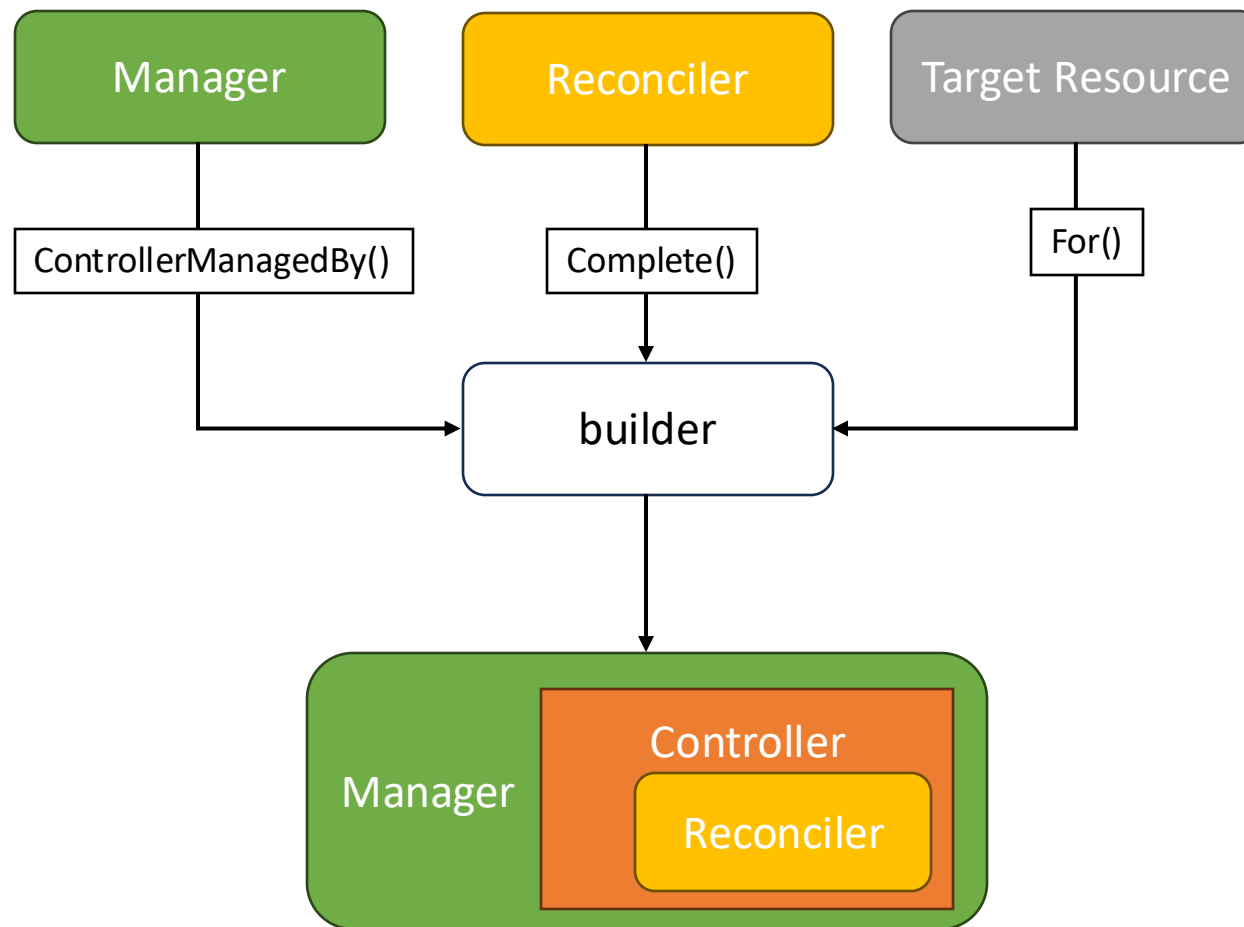 Manager
Reconciler
Target Resource
ControllerManagedBy()
Complete()
For()
builder
Controller
Manager
Reconciler